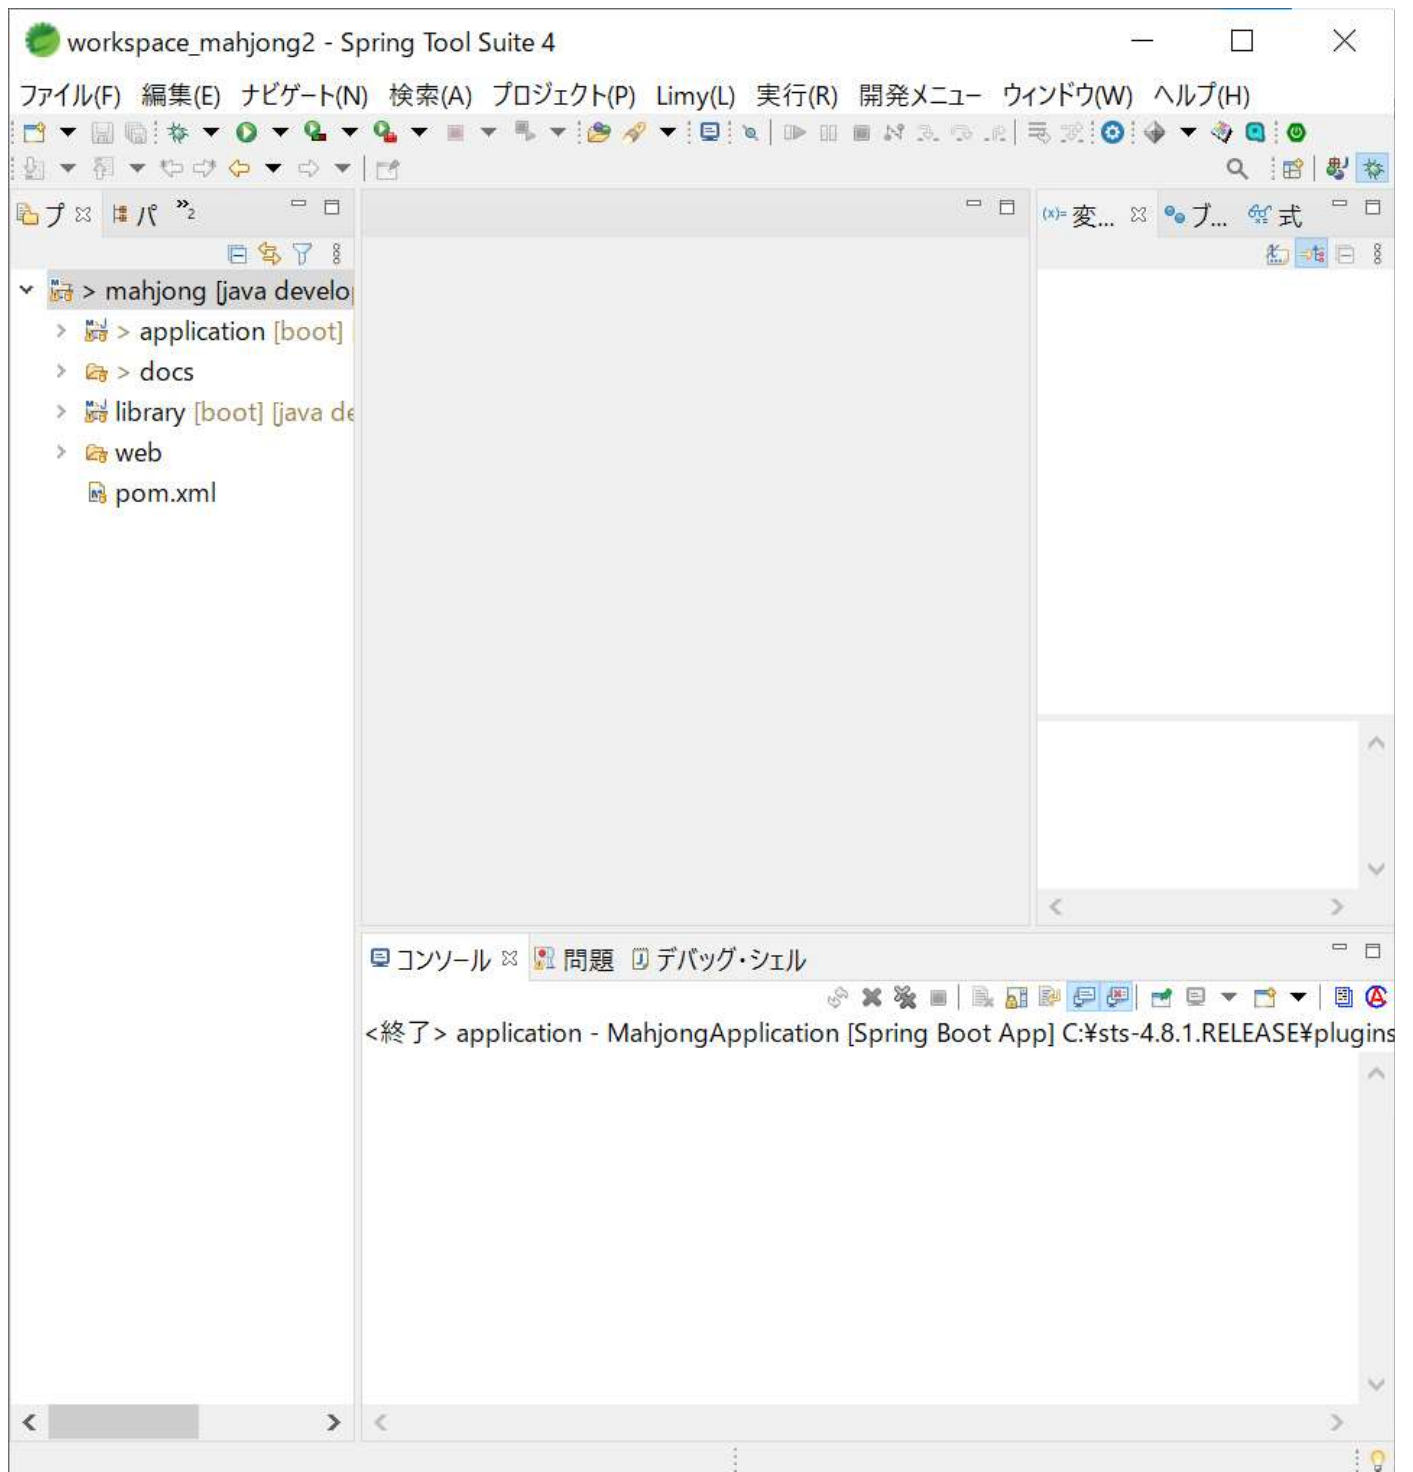 workspace_mahjong2 - Spring Tool Suite 4
ファイル(F) 編集(E) ナビゲート(N) 検索(A) プロジェクト(P) Limy(L) 実行(R) 開発メニュー ウィンドウ(W) ヘルプ(H)
プ パ »2
(x)= 変... ブ... 式
> mahjong [java develo
> application [boot]
> docs
library [boot] [java de
web
pom.xml
コンソール 問題 デバッグ・シェル
<終了> application - MahjongApplication [Spring Boot App] C:¥sts-4.8.1.RELEASE¥plugins